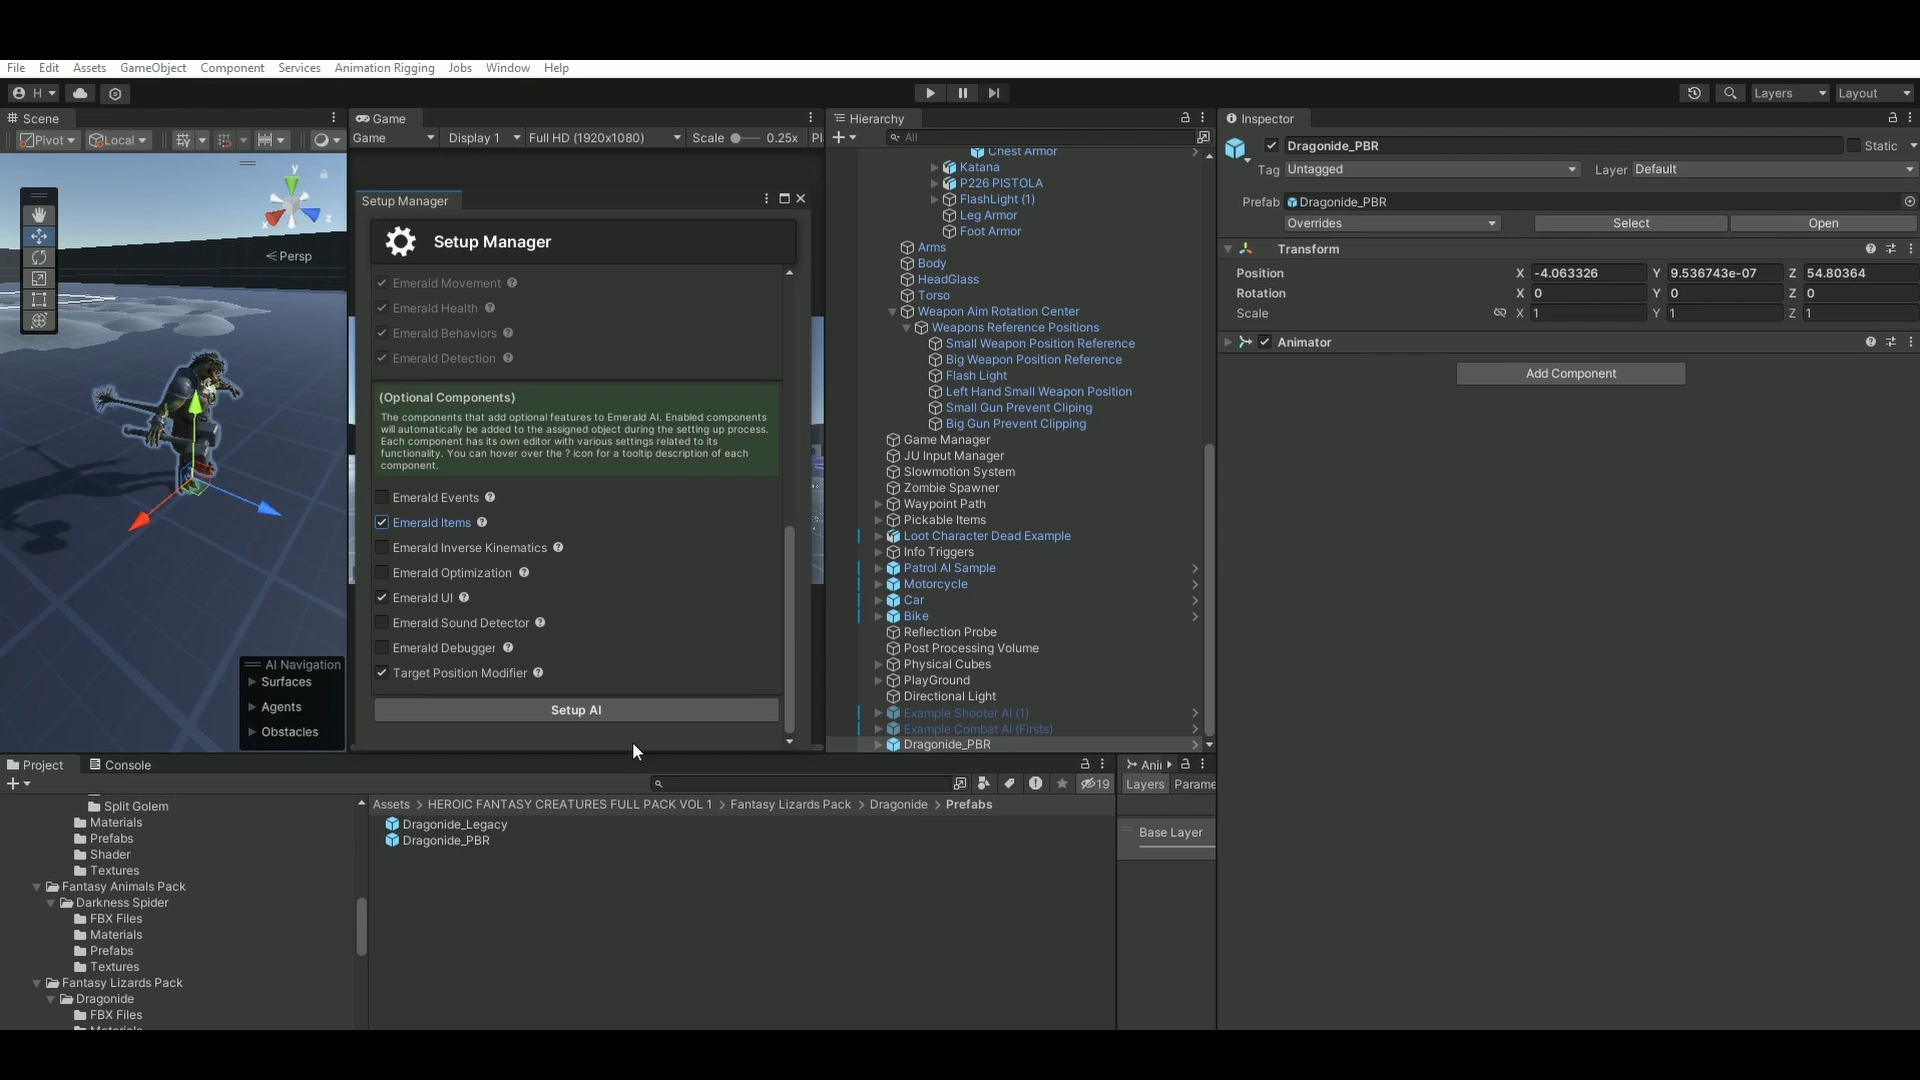 File Edit Assets GameObject Component Services Animation Rigging Jobs Window Help
H
Layers Layout
Scene
Pivot Local
x
y
z
Persp
AI Navigation
Surfaces
Agents
Obstacles
Game
Game Display 1 Full HD (1920x1080) Scale 0.25x Pl
Setup Manager
Setup Manager
Emerald Movement ?
Emerald Health ?
Emerald Behaviors ?
Emerald Detection ?
(Optional Components)
The components that add optional features to Emerald AI. Enabled components
will automatically be added to the assigned object during the setting up process.
Each component has its own editor with various settings related to its
functionality. You can hover over the ? icon for a tooltip description of each
component.
Emerald Events ?
Emerald Items ?
Emerald Inverse Kinematics ?
Emerald Optimization ?
Emerald UI ?
Emerald Sound Detector ?
Emerald Debugger ?
Target Position Modifier ?
Setup AI
Hierarchy
All
Chest Armor
Katana
P226 PISTOLA
FlashLight (1)
Leg Armor
Foot Armor
Arms
Body
HeadGlass
Torso
Weapon Aim Rotation Center
Weapons Reference Positions
Small Weapon Position Reference
Big Weapon Position Reference
Flash Light
Left Hand Small Weapon Position
Small Gun Prevent Cliping
Big Gun Prevent Clipping
Game Manager
JU Input Manager
Slowmotion System
Zombie Spawner
Waypoint Path
Pickable Items
Loot Character Dead Example
Info Triggers
Patrol AI Sample
Motorcycle
Car
Bike
Reflection Probe
Post Processing Volume
Physical Cubes
PlayGround
Directional Light
Example Shooter AI (1)
Example Combat AI (Firsts)
Dragonide_PBR
Inspector
Dragonide_PBR Static
Tag Untagged Layer Default
Prefab Dragonide_PBR
Overrides Select Open
Transform
Position X -4.063326 Y 9.536743e-07 Z 54.80364
Rotation X 0 Y 0 Z 0
Scale X 1 Y 1 Z 1
Animator
Add Component
Project Console
19
Split Golem
Materials
Prefabs
Shader
Textures
Fantasy Animals Pack
Darkness Spider
FBX Files
Materials
Prefabs
Textures
Fantasy Lizards Pack
Dragonide
FBX Files
Materials
Assets > HEROIC FANTASY CREATURES FULL PACK VOL 1 > Fantasy Lizards Pack > Dragonide > Prefabs
Dragonide_Legacy
Dragonide_PBR
Ani
Layers Parame
Base Layer